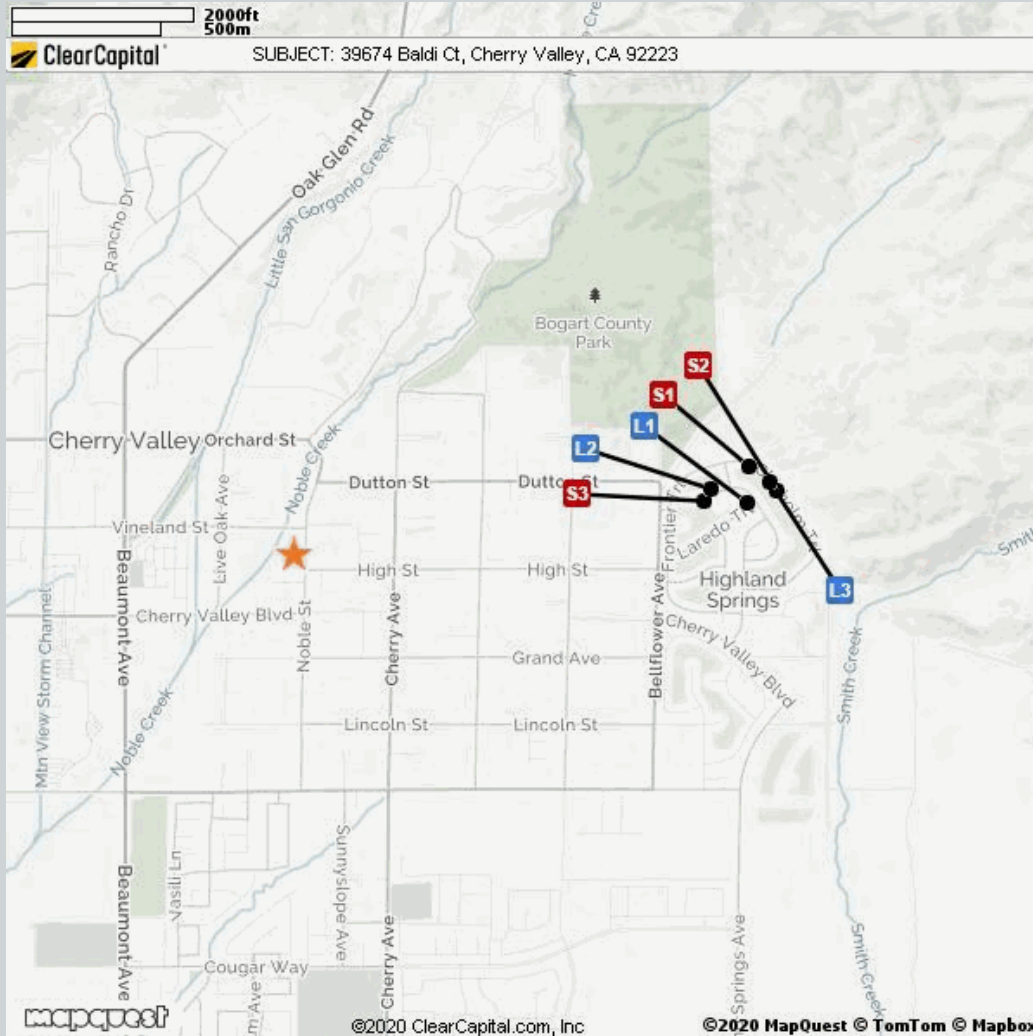 2000ft
500m
ClearCapital
SUBJECT: 39674 Baldi Ct, Cherry Valley, CA 92223
Oak Glen Rd
Little San Gorgonio Creek
Rancho Dr
Bogart County
Park
S2
S1
L1
L2
S3
L3
Cherry Valley
Orchard St
Noble Creek
Dutton St
Live Oak Ave
Vineland St
Frontier
Laredo
High St
High St
Highland
Springs
Cherry Valley Blvd
Noble St
Cherry Ave
Beaumont Ave
Bellflower Ave
Cherry Valley Blvd
Grand Ave
Lincoln St
Lincoln St
Mtn View Storm Channel
Noble Creek
Smith Creek
Vasili Ln
Sunnyslope Ave
Beaumont Ave
Cherry Ave
Springs Ave
Smith Creek
Cougar Way
mapquest
©2020 ClearCapital.com, Inc
©2020 MapQuest © TomTom © Mapbox